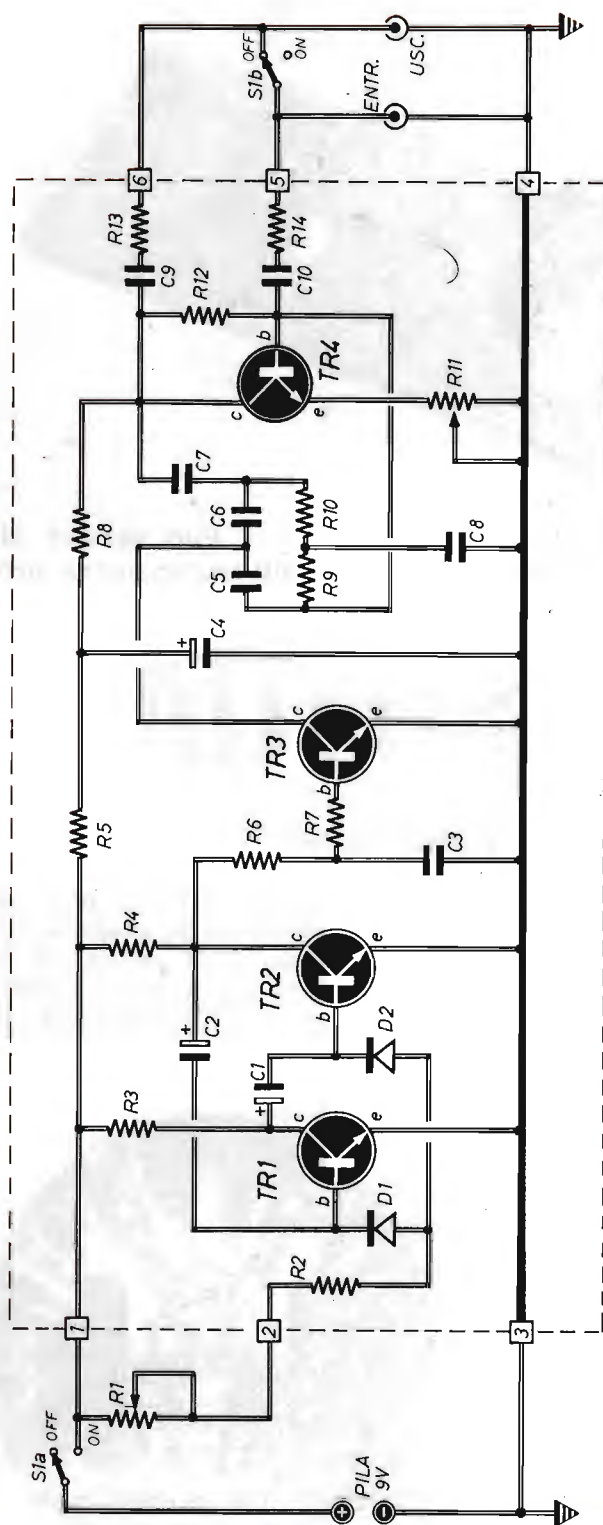 S1a
OFF
ON
R1
PILA
9V
1
2
3
R2
R3
TR1
b
c
e
D1
C1
+
C2
+
R4
TR2
b
c
e
D2
R5
R6
R7
C3
TR3
b
c
e
C4
+
R8
C5
C6
C7
R9
R10
C8
TR4
b
c
e
R11
R12
C9
R13
C10
R14
6
5
4
S1b
OFF
ON
ENTR.
USC.